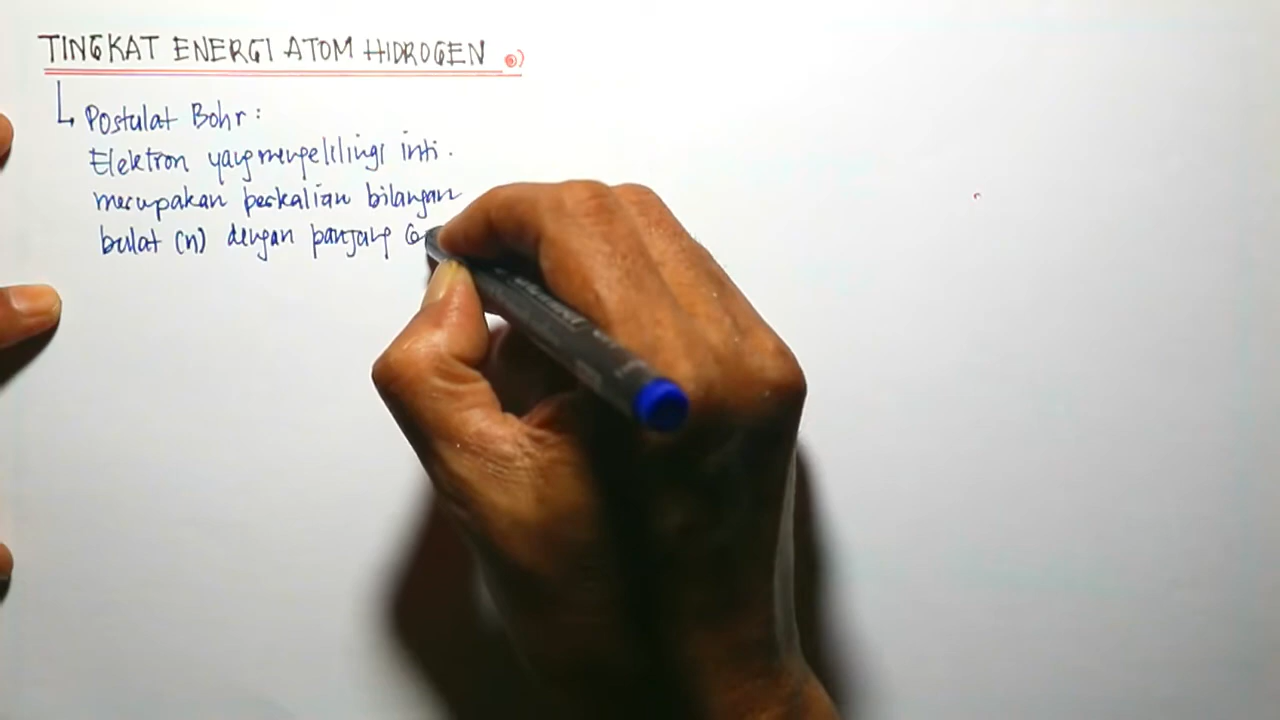 TINGKAT ENERGI ATOM HIDROGEN
Postulat Bohr :
Elektron yang mengelilingi inti.
merupakan perkalian bilangan
bulat (n) dengan panjang